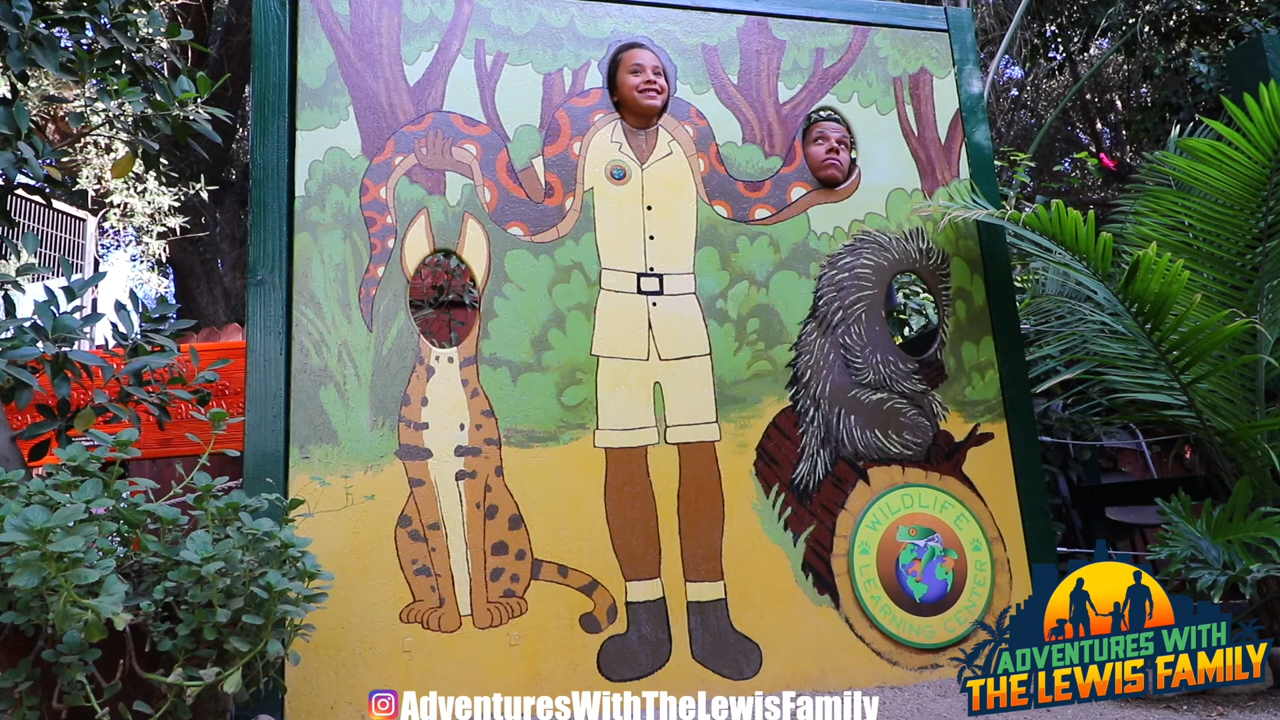 WILDLIFE
LEARNING CENTER
ADVENTURES WITH
THE LEWIS FAMILY
AdventuresWithTheLewisFamily